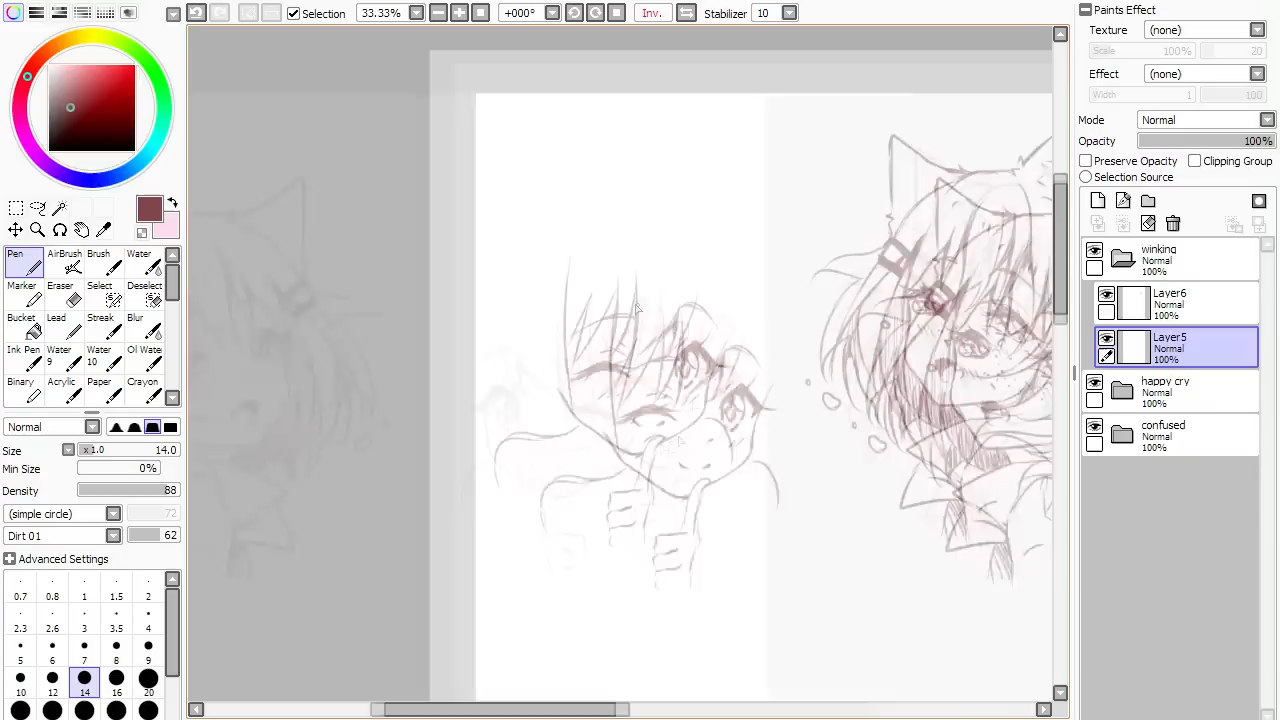 Selection 33.33% +000° Inv. Stabilizer 10
Paints Effect
Texture (none)
Scale 100% 20
Effect (none)
Width 1 100
Mode Normal
Opacity 100%
Preserve Opacity Clipping Group
Selection Source
winking
Normal
100%
Layer6
Normal
100%
Layer5
Normal
100%
happy cry
Normal
100%
confused
Normal
100%
Pen AirBrush Brush Water
Marker Eraser Select Deselect
Bucket Lead Streak Blur
Ink Pen Water 9 Water 10 Oil Wate
Binary Acrylic Paper Crayon
Normal
Size x1.0 14.0
Min Size 0%
Density 88
(simple circle) 72
Dirt 01 62
Advanced Settings
0.7 0.8 1 1.5 2
2.3 2.6 3 3.5 4
5 6 7 8 9
10 12 14 16 20